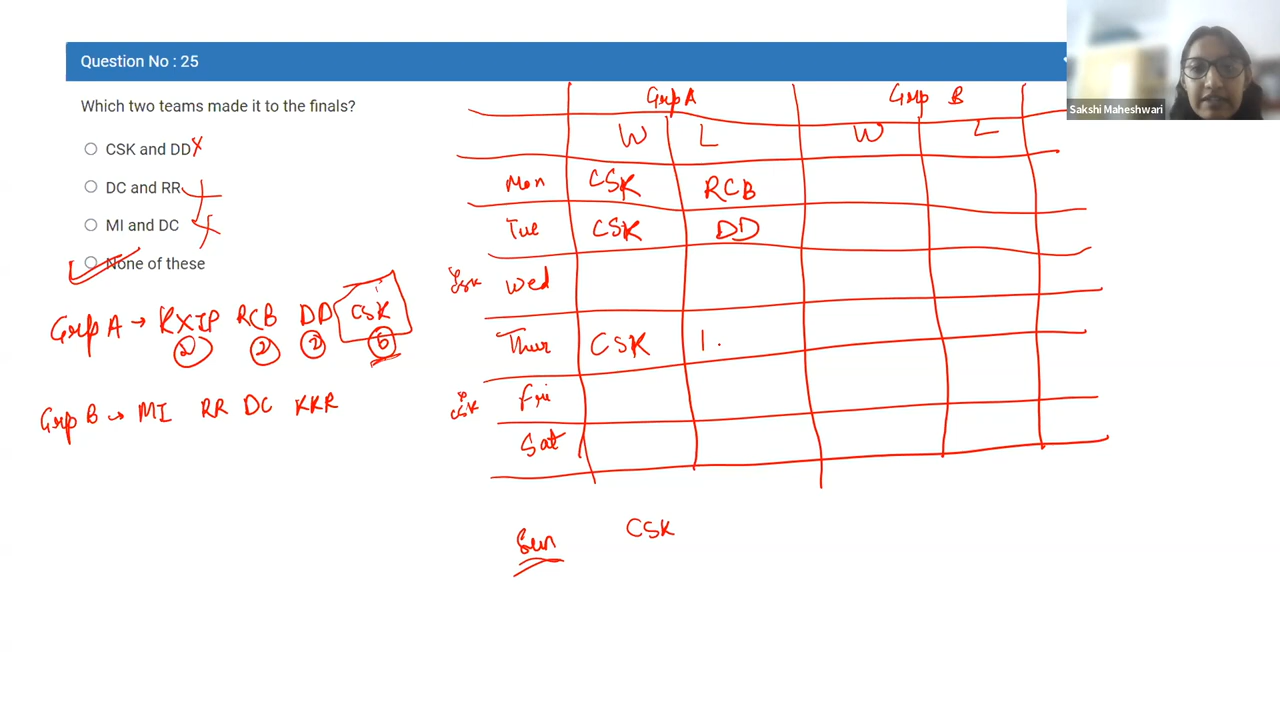 Question No : 25
Sakshi Maheshwari
Which two teams made it to the finals?
CSK and DD
DC and RR
MI and DC
None of these
Grp A Grp B
W L W L
Mon CSK RCB
Tue CSK DD
Wed
Thur CSK
Fri
Sat
Sun CSK
Grp A → KXIP RCB DD CSK
2 2 2 6
Grp B → MI RR DC KKR